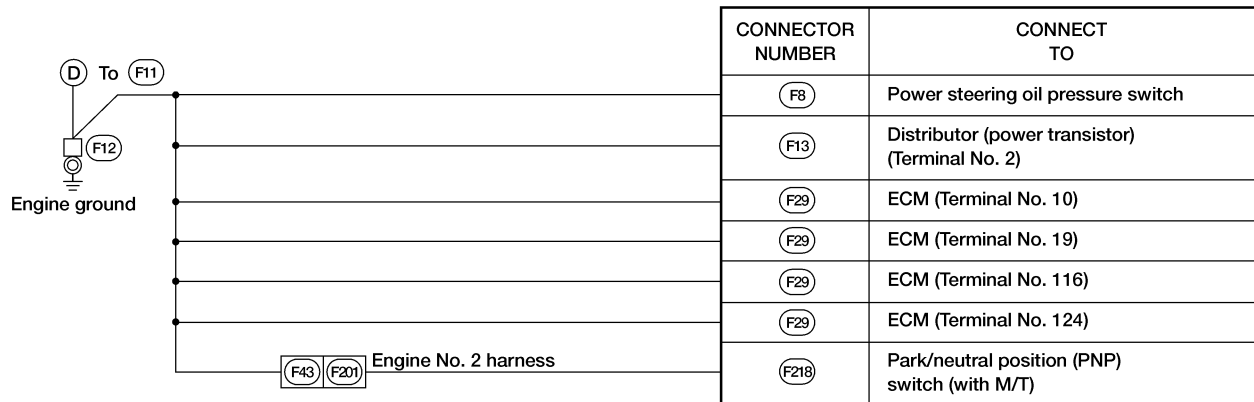 CONNECTOR NUMBER
CONNECT TO
D To F11
F12
Engine ground
F8
Power steering oil pressure switch
F13
Distributor (power transistor)
(Terminal No. 2)
F29
ECM (Terminal No. 10)
F29
ECM (Terminal No. 19)
F29
ECM (Terminal No. 116)
F29
ECM (Terminal No. 124)
F43 F201 Engine No. 2 harness
F218
Park/neutral position (PNP)
switch (with M/T)